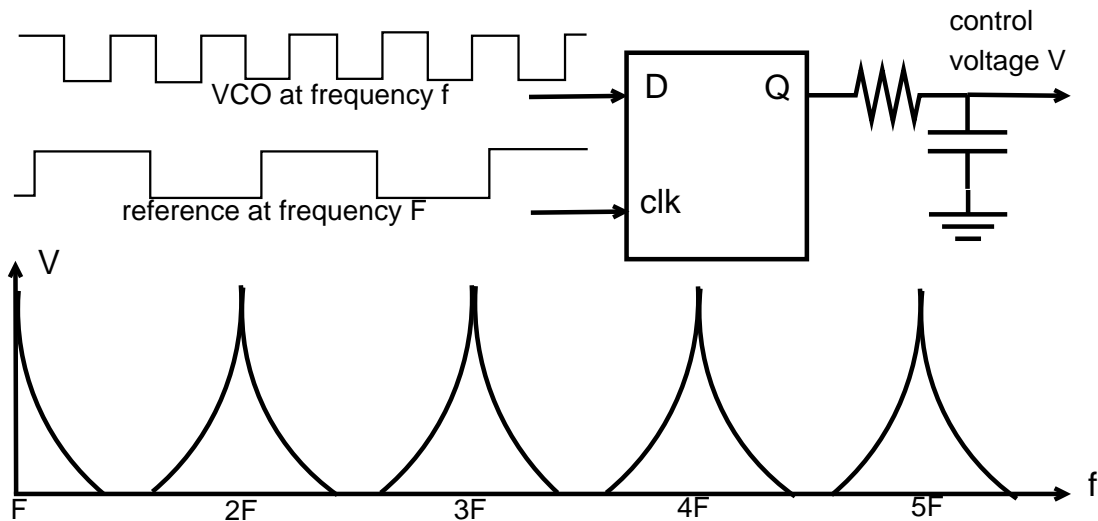 control
voltage V
VCO at frequency f
D
Q
reference at frequency F
clk
V
f
F
2F
3F
4F
5F